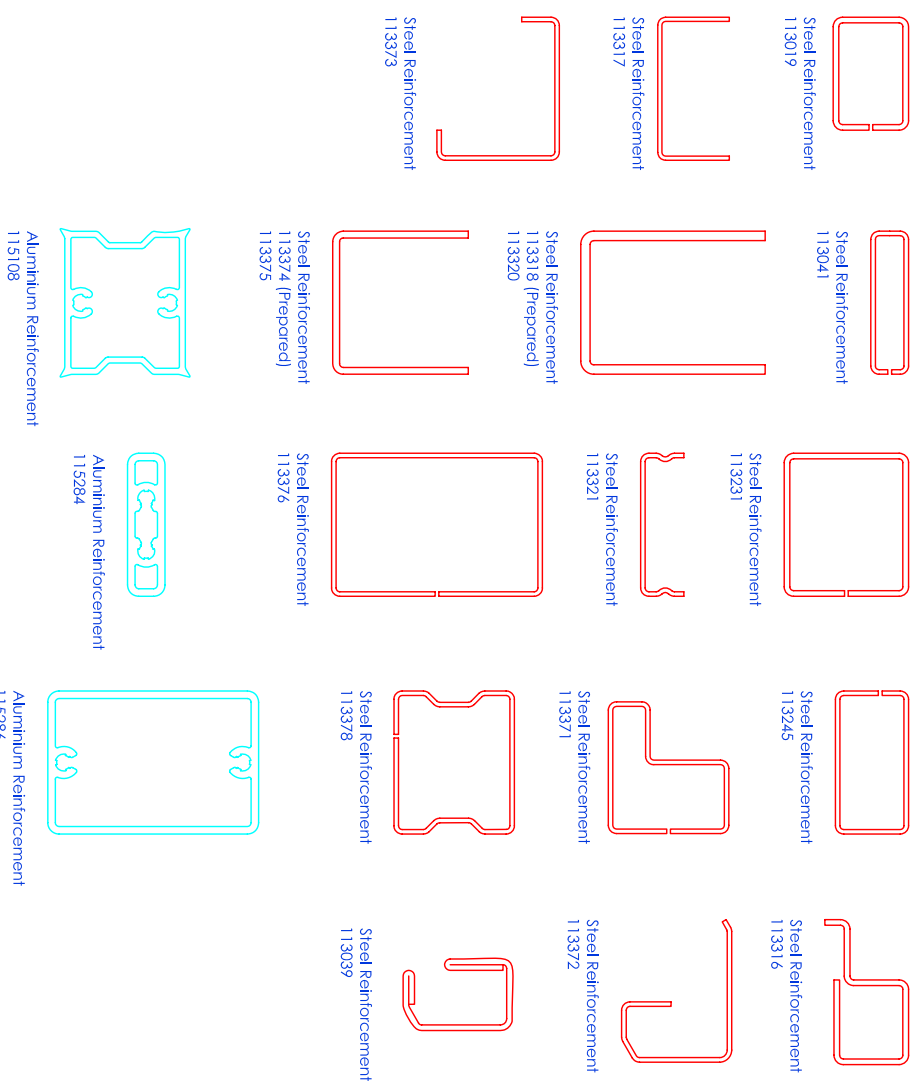 Steel Reinforcement
113019
Steel Reinforcement
113041
Steel Reinforcement
113231
Steel Reinforcement
113245
Steel Reinforcement
113316
Steel Reinforcement
113317
Steel Reinforcement
113318 (Prepared)
113320
Steel Reinforcement
113321
Steel Reinforcement
113371
Steel Reinforcement
113372
Steel Reinforcement
113373
Steel Reinforcement
113374 (Prepared)
113375
Steel Reinforcement
113376
Steel Reinforcement
113378
Steel Reinforcement
113039
Aluminium Reinforcement
115108
Aluminium Reinforcement
115284
Aluminium Reinforcement